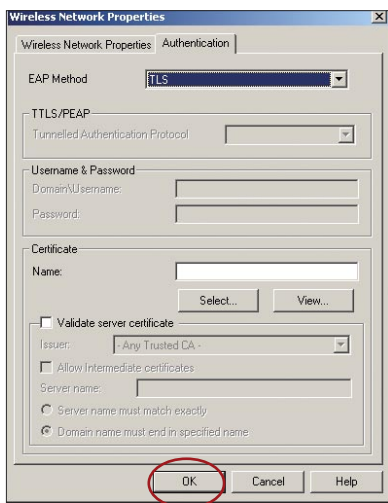 Wireless Network Properties
Wireless Network Properties Authentication
EAP Method TLS
TTLS/PEAP
Tunnelled Authentication Protocol
Username & Password
Domain\Username:
Password:
Certificate
Name:
Select... View...
Validate server certificate
Issuer: - Any Trusted CA -
Allow Intermediate certificates
Server name:
Server name must match exactly
Domain name must end in specified name
OK Cancel Help